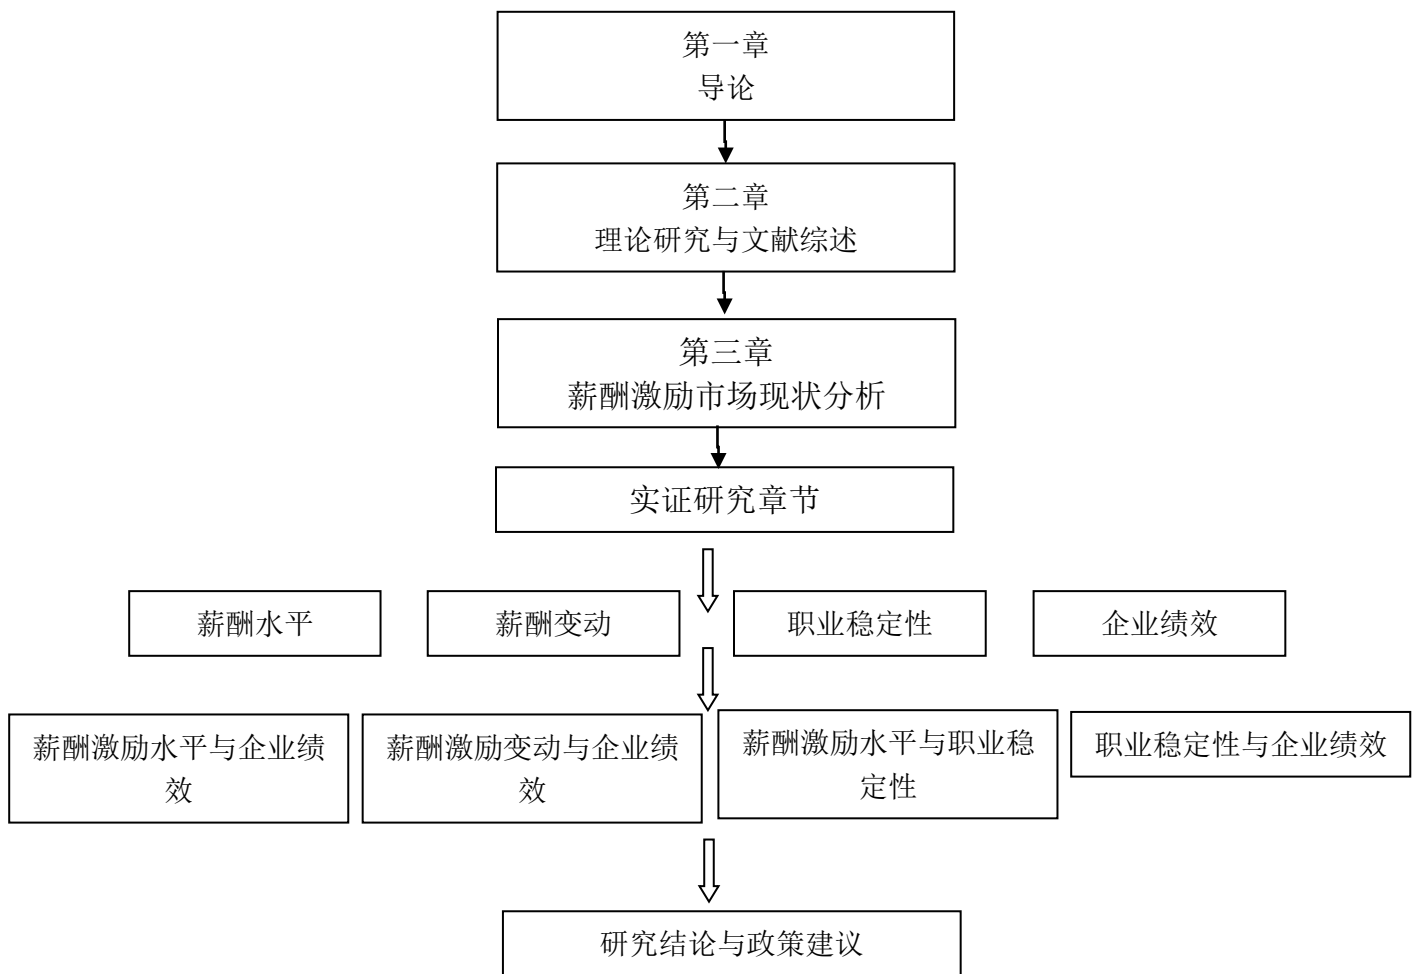 第一章
导论
第二章
理论研究与文献综述
第三章
薪酬激励市场现状分析
实证研究章节
薪酬水平
薪酬变动
职业稳定性
企业绩效
薪酬激励水平与企业绩
效
薪酬激励变动与企业绩
效
薪酬激励水平与职业稳
定性
职业稳定性与企业绩效
研究结论与政策建议